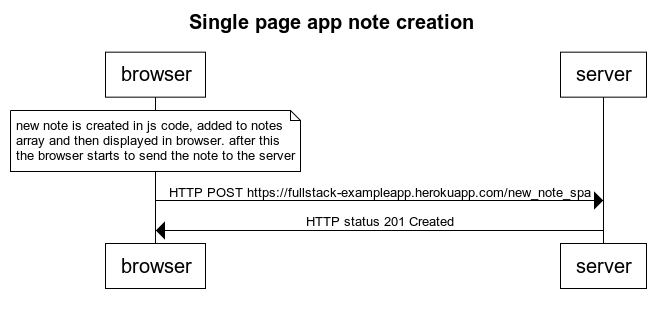 Single page app note creation
browser
server
new note is created in js code, added to notes
array and then displayed in browser. after this
the browser starts to send the note to the server
HTTP POST https://fullstack-exampleapp.herokuapp.com/new_note_spa
HTTP status 201 Created
browser
server